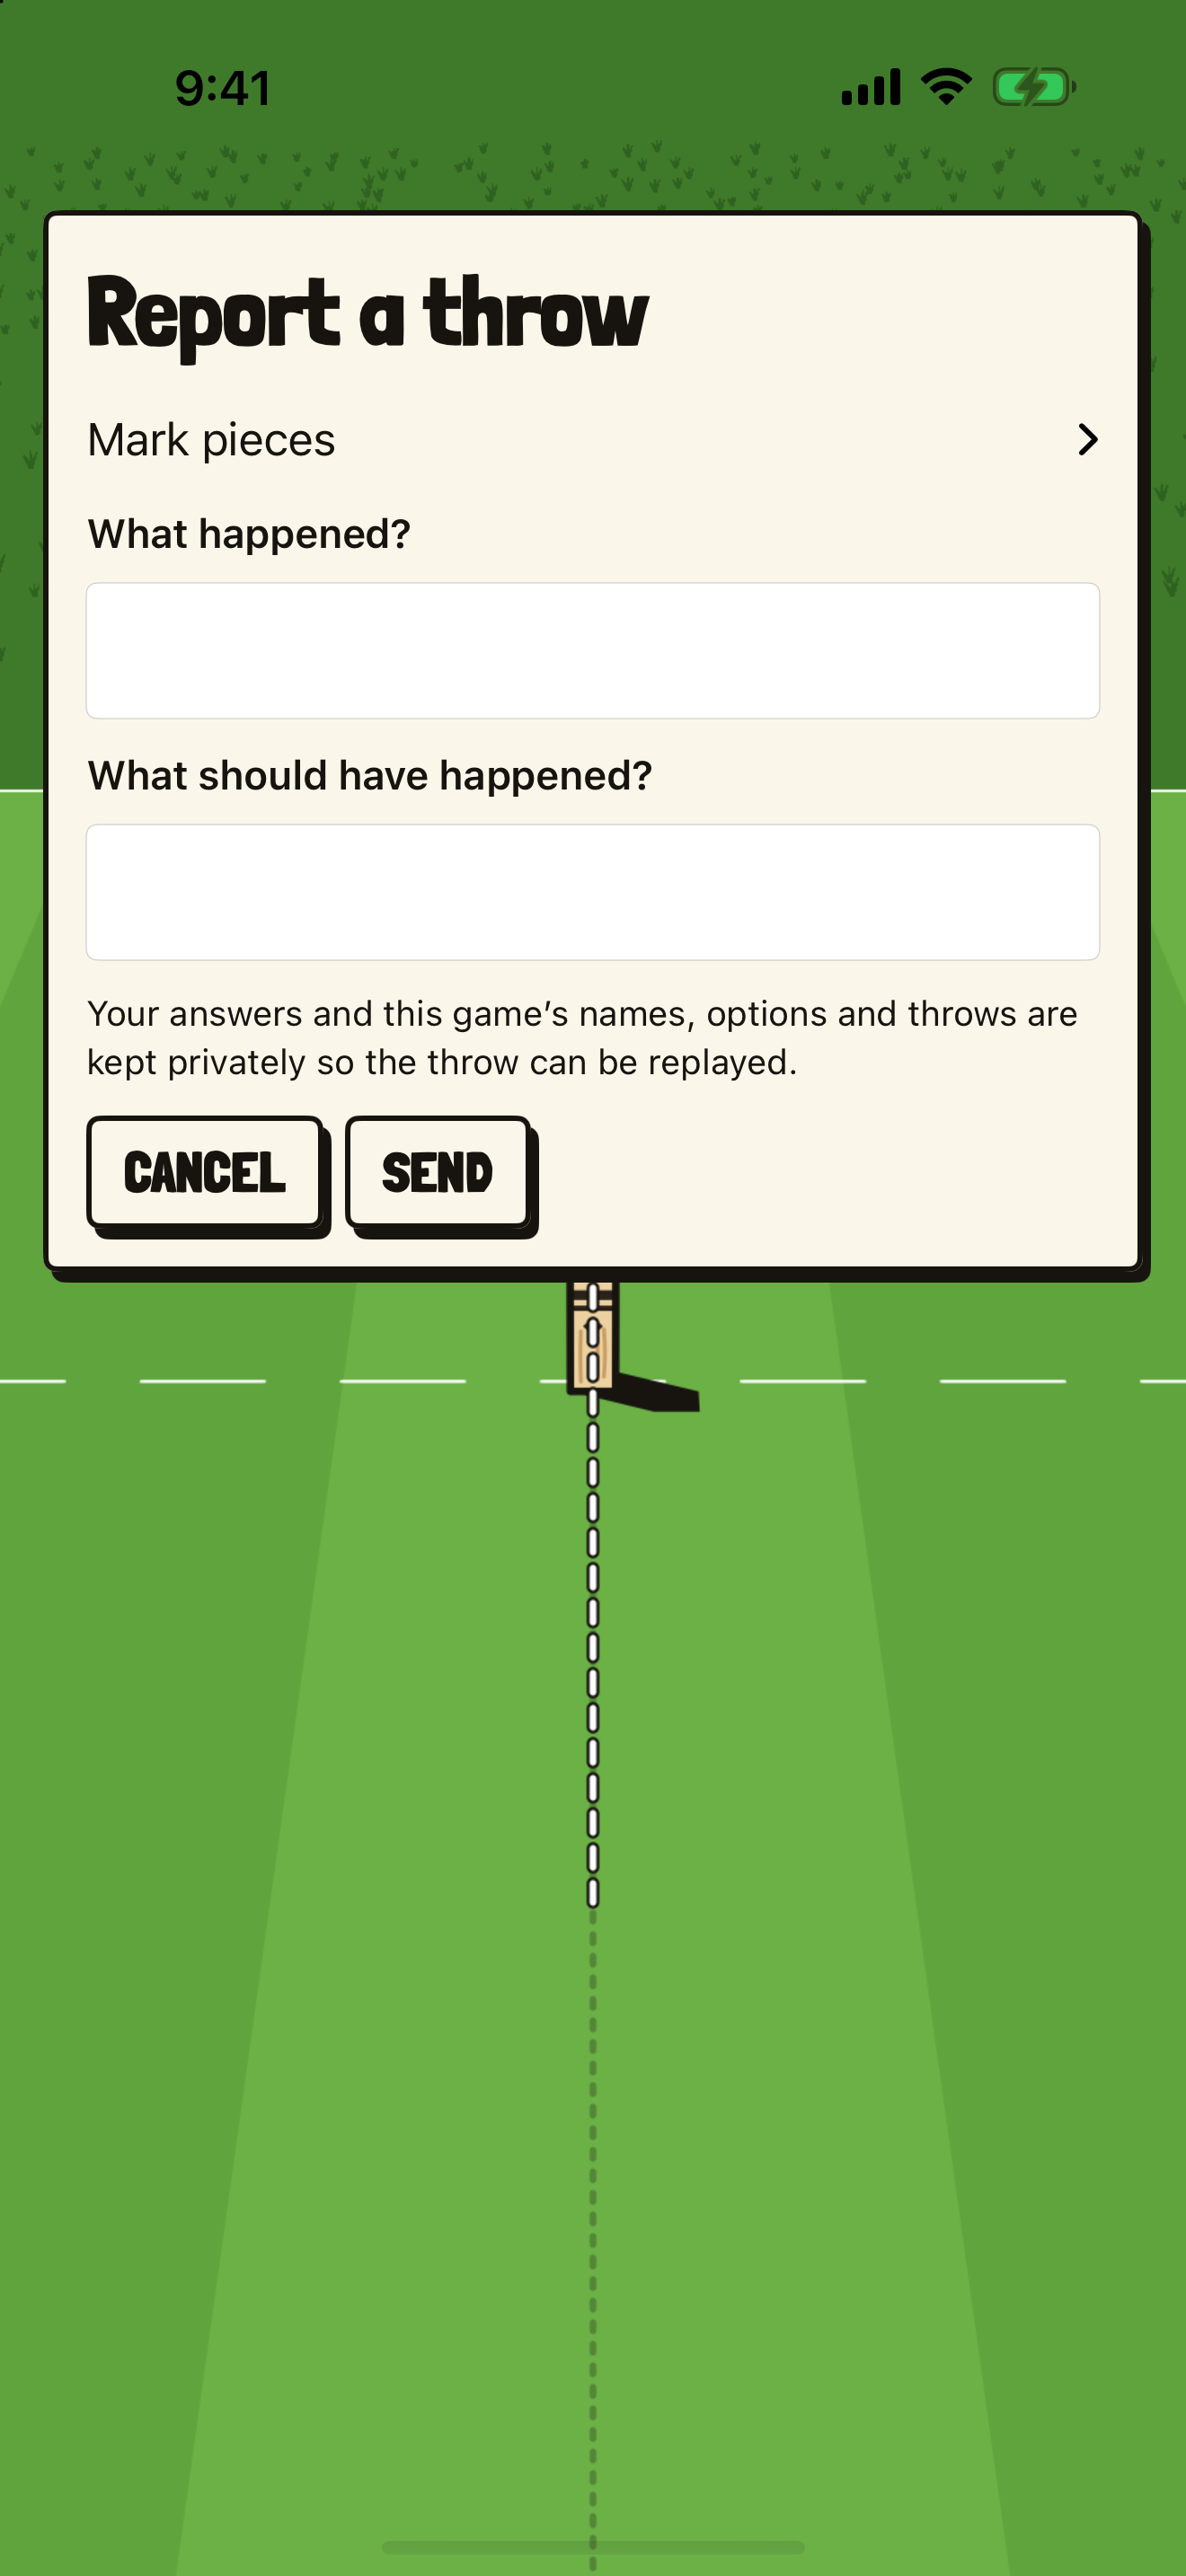 9:41
Report a throw
Mark pieces
What happened?
What should have happened?
Your answers and this game’s names, options and throws are
kept privately so the throw can be replayed.
CANCEL SEND